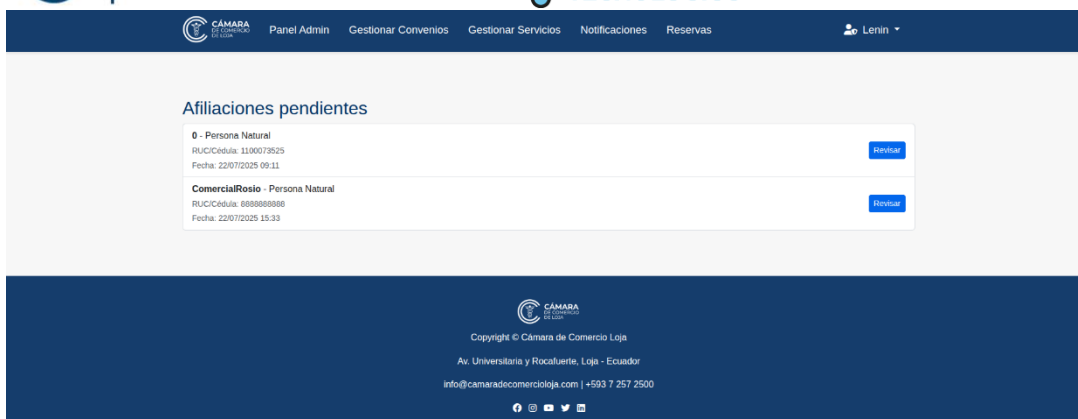 CÁMARA
DE COMERCIO
DE LOJA
Panel Admin Gestionar Convenios Gestionar Servicios Notificaciones Reservas Lenin
Afiliaciones pendientes
0 - Persona Natural
RUC/Cédula: 1100073525
Fecha: 22/07/2025 09:11
Revisar
ComercialRosio - Persona Natural
RUC/Cédula: 8888888888
Fecha: 22/07/2025 15:33
Revisar
CÁMARA
DE COMERCIO
DE LOJA
Copyright © Cámara de Comercio Loja
Av. Universitaria y Rocafuerte, Loja - Ecuador
info@camaradecomercioloja.com | +593 7 257 2500